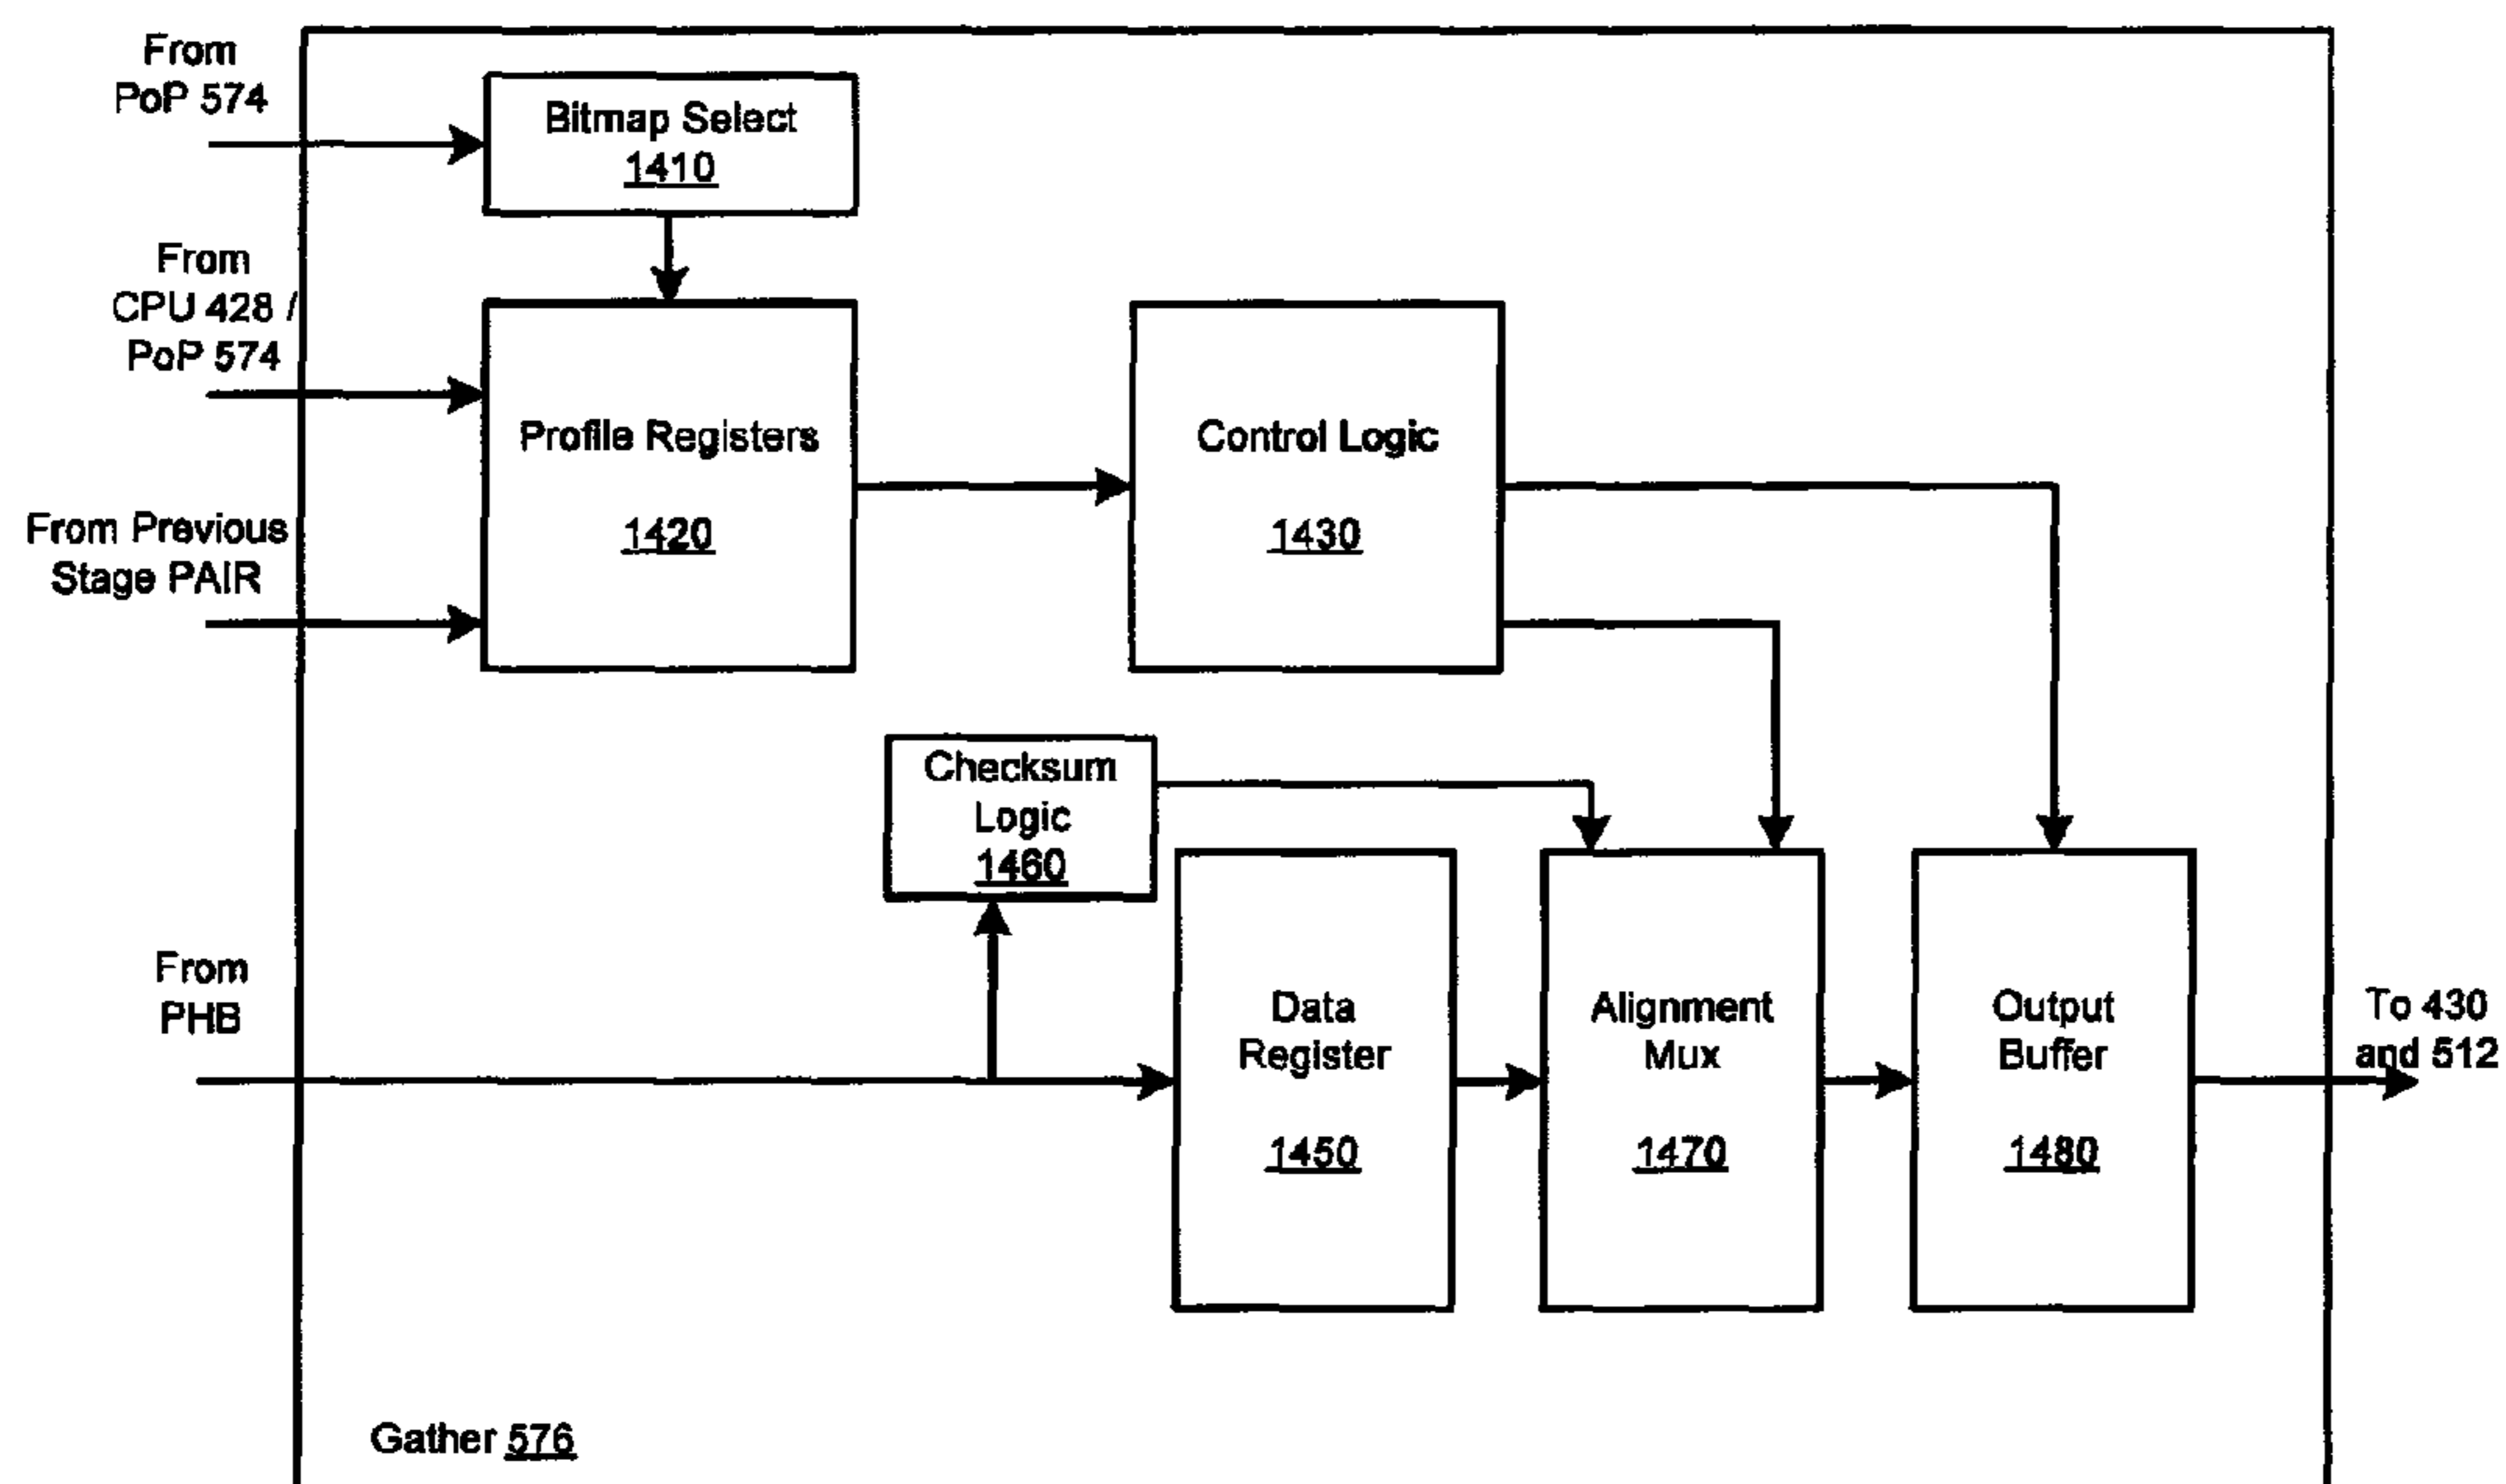 From
PoP 574
Bitmap Select
1410
From
CPU 428 /
PoP 574
Profile Registers
1420
Control Logic
1430
From Previous
Stage PAIR
Checksum
Logic
1460
From
PHB
Data
Register
1450
Alignment
Mux
1470
Output
Buffer
1480
To 430
and 512
Gather 576